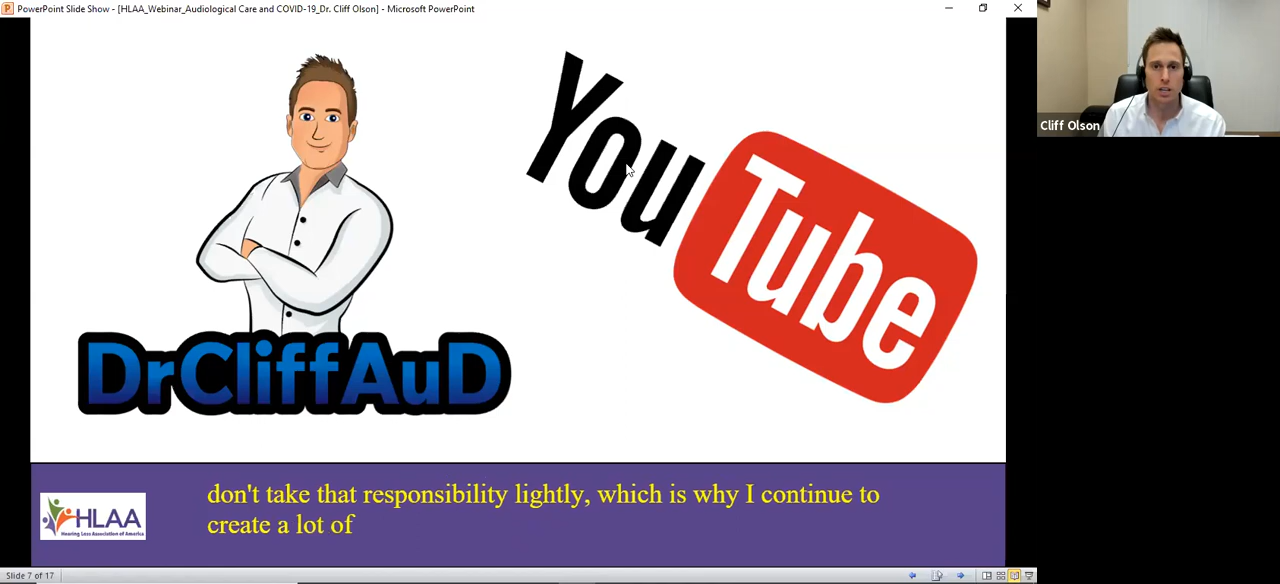 PowerPoint Slide Show - [HLAA_Webinar_Audiological Care and COVID-19_Dr. Cliff Olson] - Microsoft PowerPoint
Cliff Olson
YouTube
DrCliffAuD
don't take that responsibility lightly, which is why I continue to
create a lot of
HLAA
Hearing Loss Association of America
Slide 7 of 17